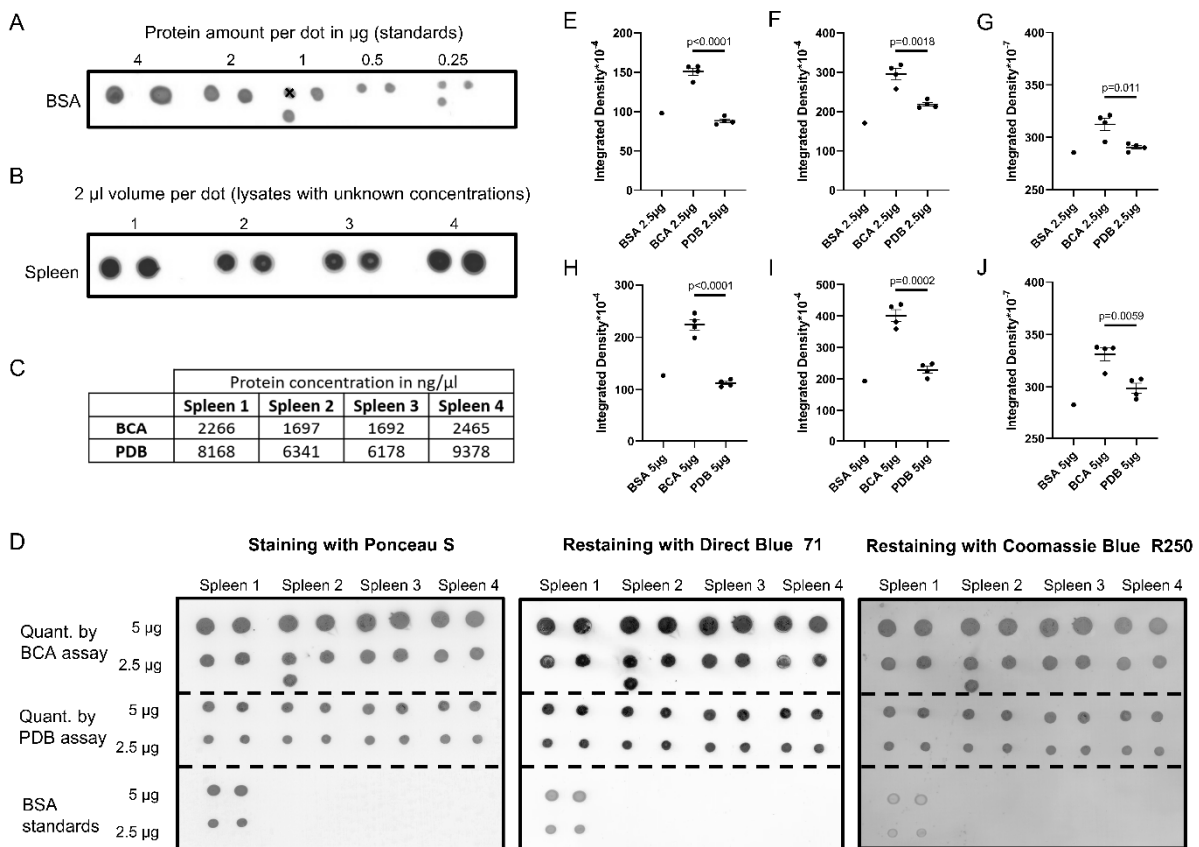 A
Protein amount per dot in µg (standards)
4 2 1 0.5 0.25
BSA
B
2 µl volume per dot (lysates with unknown concentrations)
1 2 3 4
Spleen
C
Protein concentration in ng/µl
Spleen 1 Spleen 2 Spleen 3 Spleen 4
BCA 2266 1697 1692 2465
PDB 8168 6341 6178 9378
E
Integrated Density*10⁻⁴
200
150
100
50
0
p<0.0001
BSA 2.5µg
BCA 2.5µg
PDB 2.5µg
F
Integrated Density*10⁻⁴
400
300
200
100
0
p=0.0018
BSA 2.5µg
BCA 2.5µg
PDB 2.5µg
G
Integrated Density*10⁻⁷
400
350
300
250
p=0.011
BSA 2.5µg
BCA 2.5µg
PDB 2.5µg
H
Integrated Density*10⁻⁴
300
200
100
0
p<0.0001
BSA 5µg
BCA 5µg
PDB 5µg
I
Integrated Density*10⁻⁴
500
400
300
200
100
0
p=0.0002
BSA 5µg
BCA 5µg
PDB 5µg
J
Integrated Density*10⁻⁷
400
350
300
250
p=0.0059
BSA 5µg
BCA 5µg
PDB 5µg
D
Staining with Ponceau S
Restaining with Direct Blue 71
Restaining with Coomassie Blue R250
Spleen 1 Spleen 2 Spleen 3 Spleen 4
Spleen 1 Spleen 2 Spleen 3 Spleen 4
Spleen 1 Spleen 2 Spleen 3 Spleen 4
Quant. by
BCA assay
5 µg
2.5 µg
Quant. by
PDB assay
5 µg
2.5 µg
BSA
standards
5 µg
2.5 µg